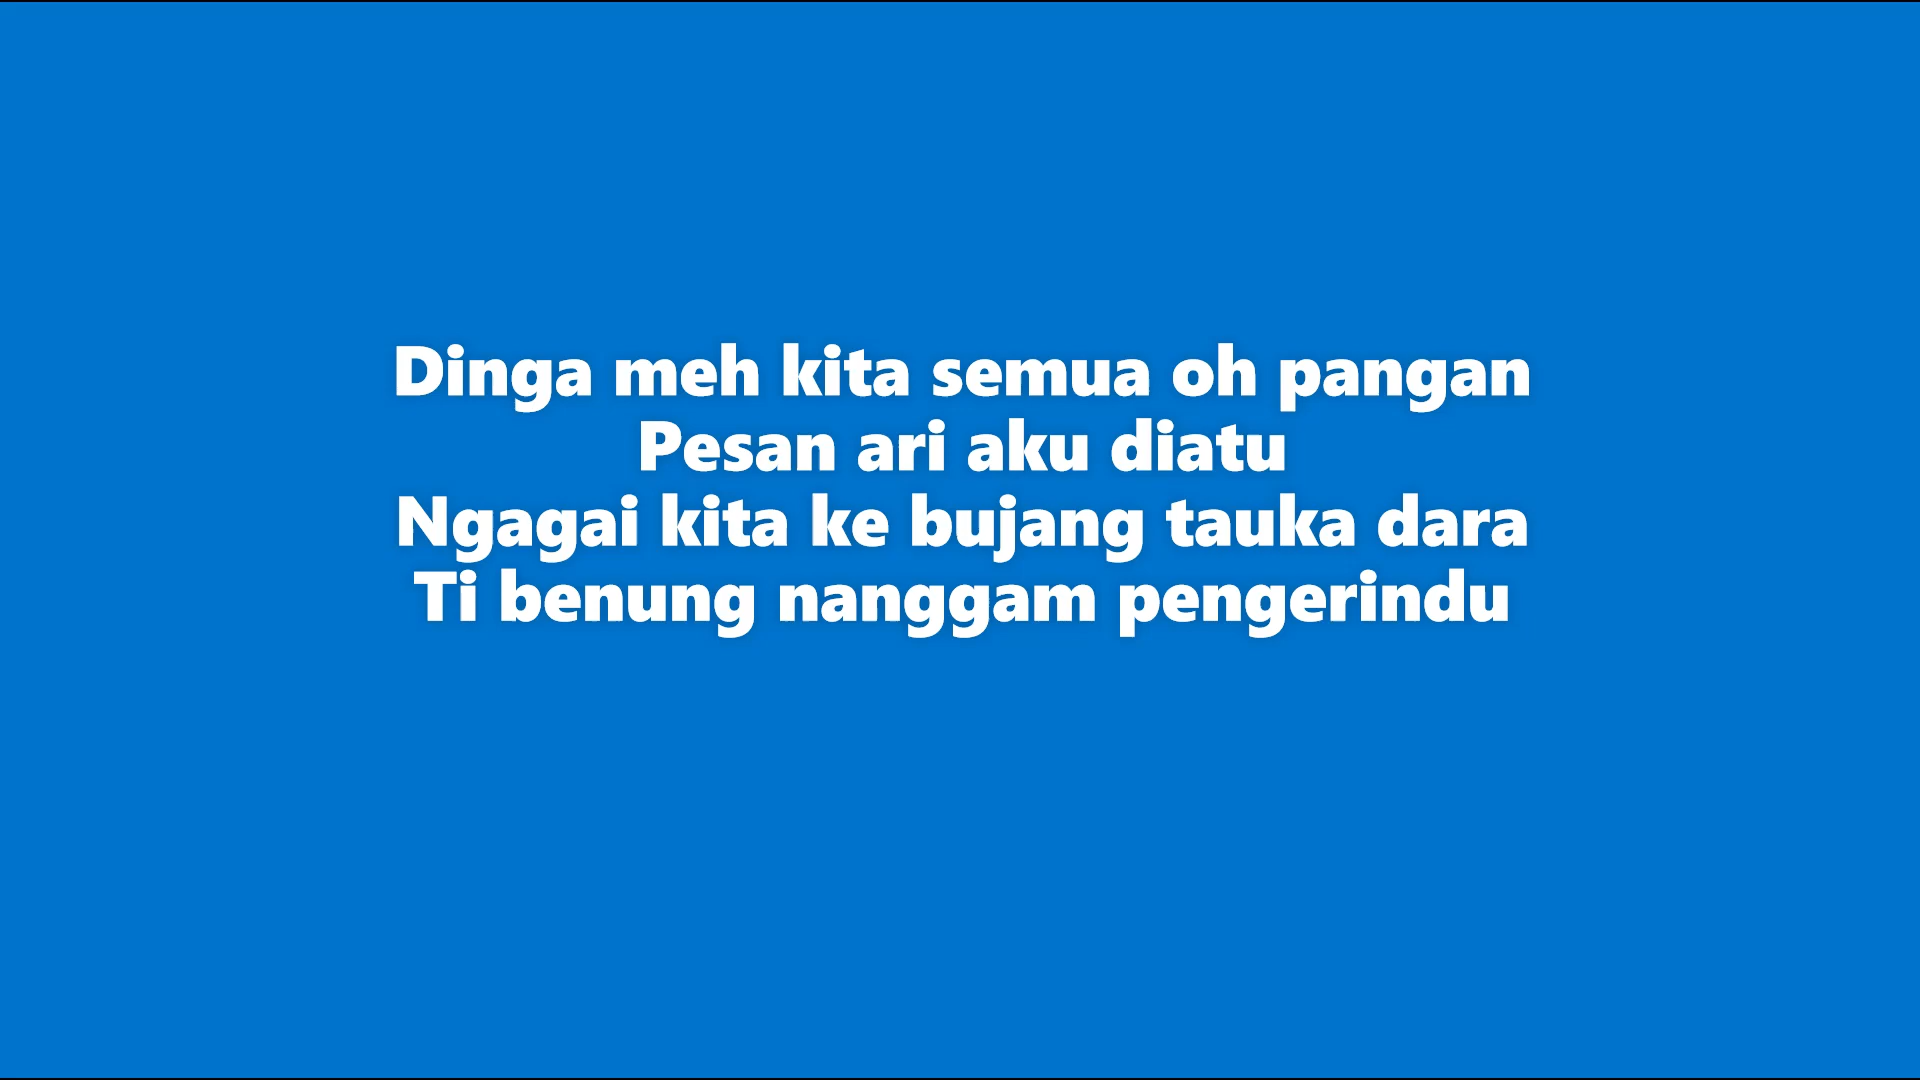 Dinga meh kita semua oh pangan
Pesan ari aku diatu
Ngagai kita ke bujang tauka dara
Ti benung nanggam pengerindu